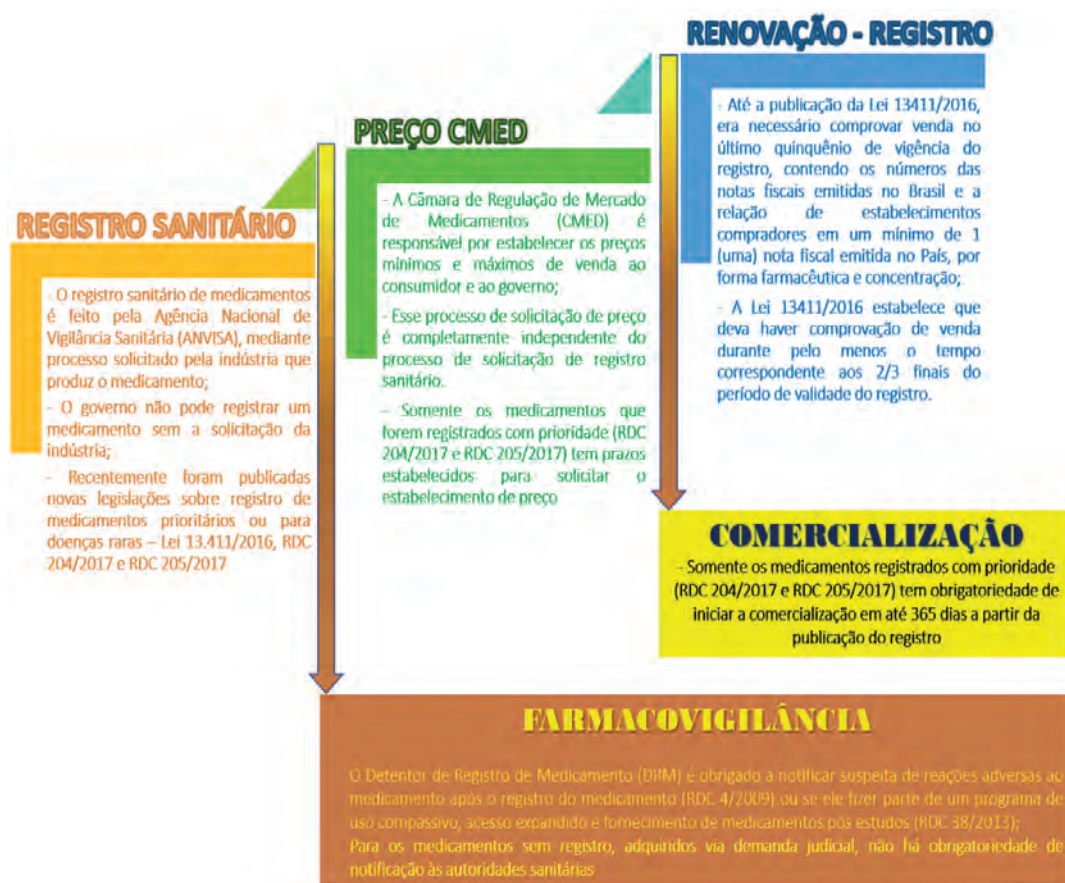 REGISTRO SANITÁRIO
- O registro sanitário de medicamentos
é feito pela Agência Nacional de
Vigilância Sanitária (ANVISA), mediante
processo solicitado pela indústria que
produz o medicamento;
- O governo não pode registrar um
medicamento sem a solicitação da
indústria;
- Recentemente foram publicadas
novas legislações sobre registro de
medicamentos prioritários ou para
doenças raras – Lei 13.411/2016, RDC
204/2017 e RDC 205/2017
PREÇO CMED
- A Câmara de Regulação de Mercado
de Medicamentos (CMED) é
responsável por estabelecer os preços
mínimos e máximos de venda ao
consumidor e ao governo;
- Esse processo de solicitação de preço
é completamente independente do
processo de solicitação de registro
sanitário.
- Somente os medicamentos que
forem registrados com prioridade (RDC
204/2017 e RDC 205/2017) tem prazos
estabelecidos para solicitar o
estabelecimento de preço
RENOVAÇÃO - REGISTRO
- Até a publicação da Lei 13411/2016,
era necessário comprovar venda no
último quinquênio de vigência do
registro, contendo os números das
notas fiscais emitidas no Brasil e a
relação de estabelecimentos
compradores em um mínimo de 1
(uma) nota fiscal emitida no País, por
forma farmacêutica e concentração;
- A Lei 13411/2016 estabelece que
deva haver comprovação de venda
durante pelo menos o tempo
correspondente aos 2/3 finais do
período de validade do registro.
COMERCIALIZAÇÃO
- Somente os medicamentos registrados com prioridade
(RDC 204/2017 e RDC 205/2017) tem obrigatoriedade de
iniciar a comercialização em até 365 dias a partir da
publicação do registro
FARMACOVIGILÂNCIA
O Detentor de Registro de Medicamento (DRM) é obrigado a notificar suspeita de reações adversas ao
medicamento após o registro do medicamento (RDC 4/2009) ou se ele fizer parte de um programa de
uso compassivo, acesso expandido e fornecimento de medicamentos pós estudos (RDC 38/2013);
Para os medicamentos sem registro, adquiridos via demanda judicial, não há obrigatoriedade de
notificação às autoridades sanitárias